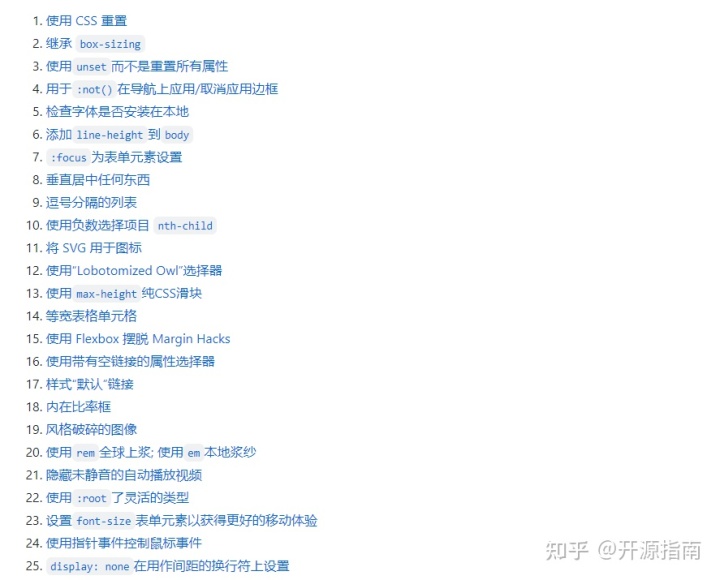 1. 使用 CSS 重置
2. 继承 box-sizing
3. 使用 unset 而不是重置所有属性
4. 用于 :not() 在导航上应用/取消应用边框
5. 检查字体是否安装在本地
6. 添加 line-height 到 body
7. :focus 为表单元素设置
8. 垂直居中任何东西
9. 逗号分隔的列表
10. 使用负数选择项目 nth-child
11. 将 SVG 用于图标
12. 使用“Lobotomized Owl”选择器
13. 使用 max-height 纯CSS滑块
14. 等宽表格单元格
15. 使用 Flexbox 摆脱 Margin Hacks
16. 使用带有空链接的属性选择器
17. 样式“默认”链接
18. 内在比率框
19. 风格破碎的图像
20. 使用 rem 全球上浆; 使用 em 本地浆纱
21. 隐藏未静音的自动播放视频
22. 使用 :root 了灵活的类型
23. 设置 font-size 表单元素以获得更好的移动体验
24. 使用指针事件控制鼠标事件
25. display: none 在用作间距的换行符上设置
知乎 @开源指南